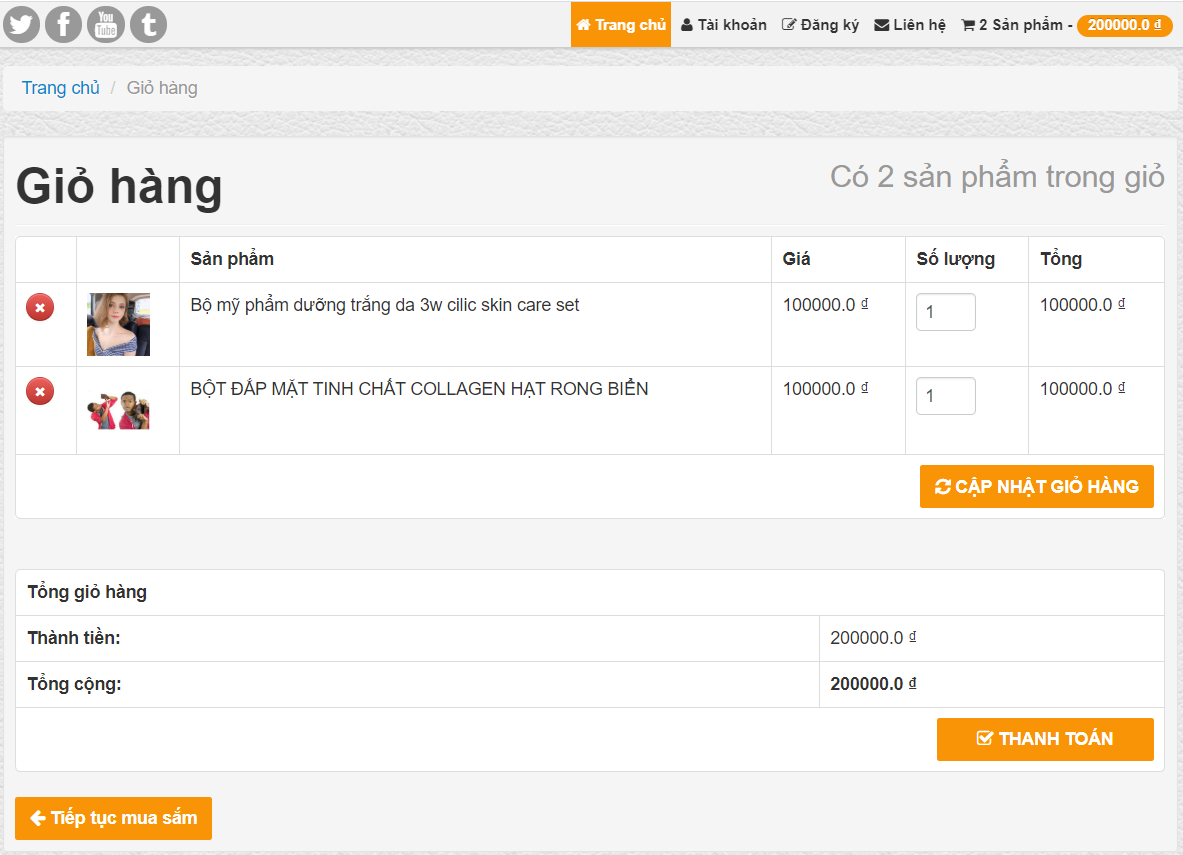 You Tube
Trang chủ Tài khoản Đăng ký Liên hệ 2 Sản phẩm - 200000.0 ₫
Trang chủ / Giỏ hàng
Giỏ hàng
Có 2 sản phẩm trong giỏ
Sản phẩm Giá Số lượng Tổng
Bộ mỹ phẩm dưỡng trắng da 3w cilic skin care set 100000.0 ₫ 1 100000.0 ₫
BỘT ĐẮP MẶT TINH CHẤT COLLAGEN HẠT RONG BIỂN 100000.0 ₫ 1 100000.0 ₫
CẬP NHẬT GIỎ HÀNG
Tổng giỏ hàng
Thành tiền: 200000.0 ₫
Tổng cộng: 200000.0 ₫
THANH TOÁN
Tiếp tục mua sắm